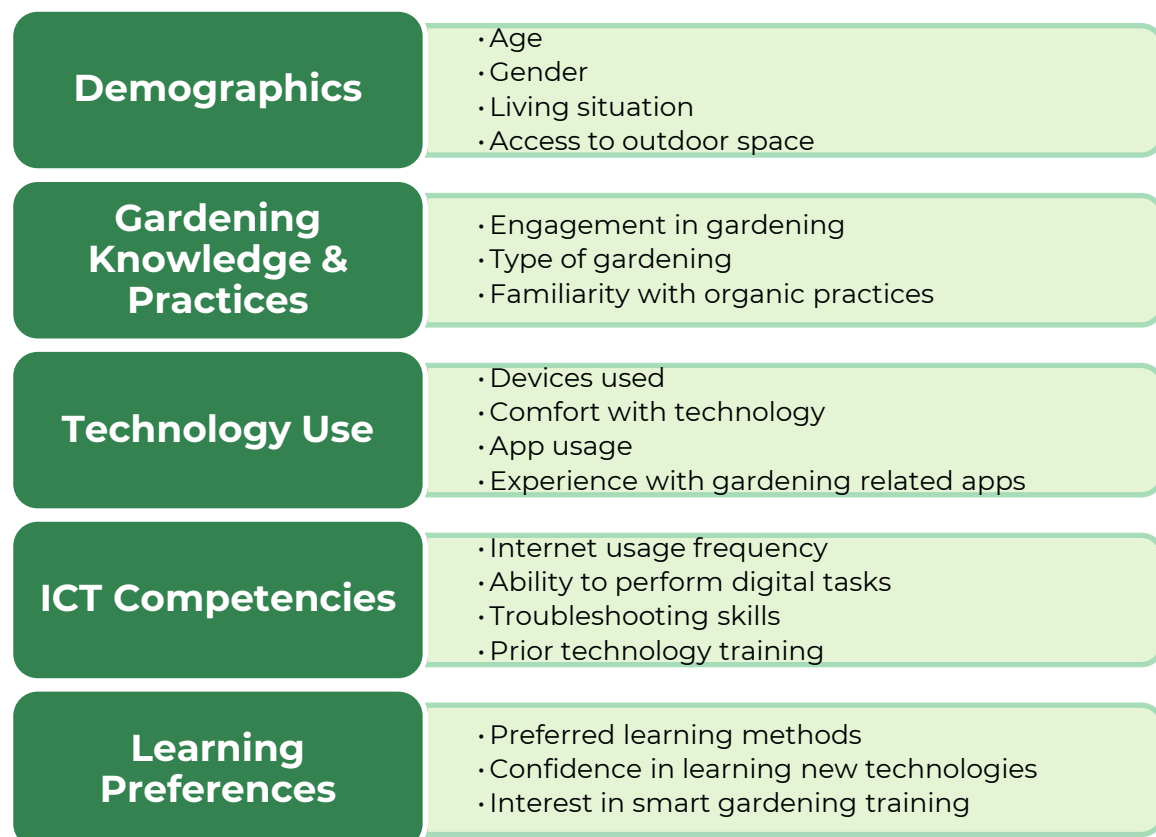 Demographics
·Age
·Gender
·Living situation
·Access to outdoor space
Gardening
Knowledge &
Practices
·Engagement in gardening
·Type of gardening
·Familiarity with organic practices
Technology Use
·Devices used
·Comfort with technology
·App usage
·Experience with gardening related apps
ICT Competencies
·Internet usage frequency
·Ability to perform digital tasks
·Troubleshooting skills
·Prior technology training
Learning
Preferences
·Preferred learning methods
·Confidence in learning new technologies
·Interest in smart gardening training